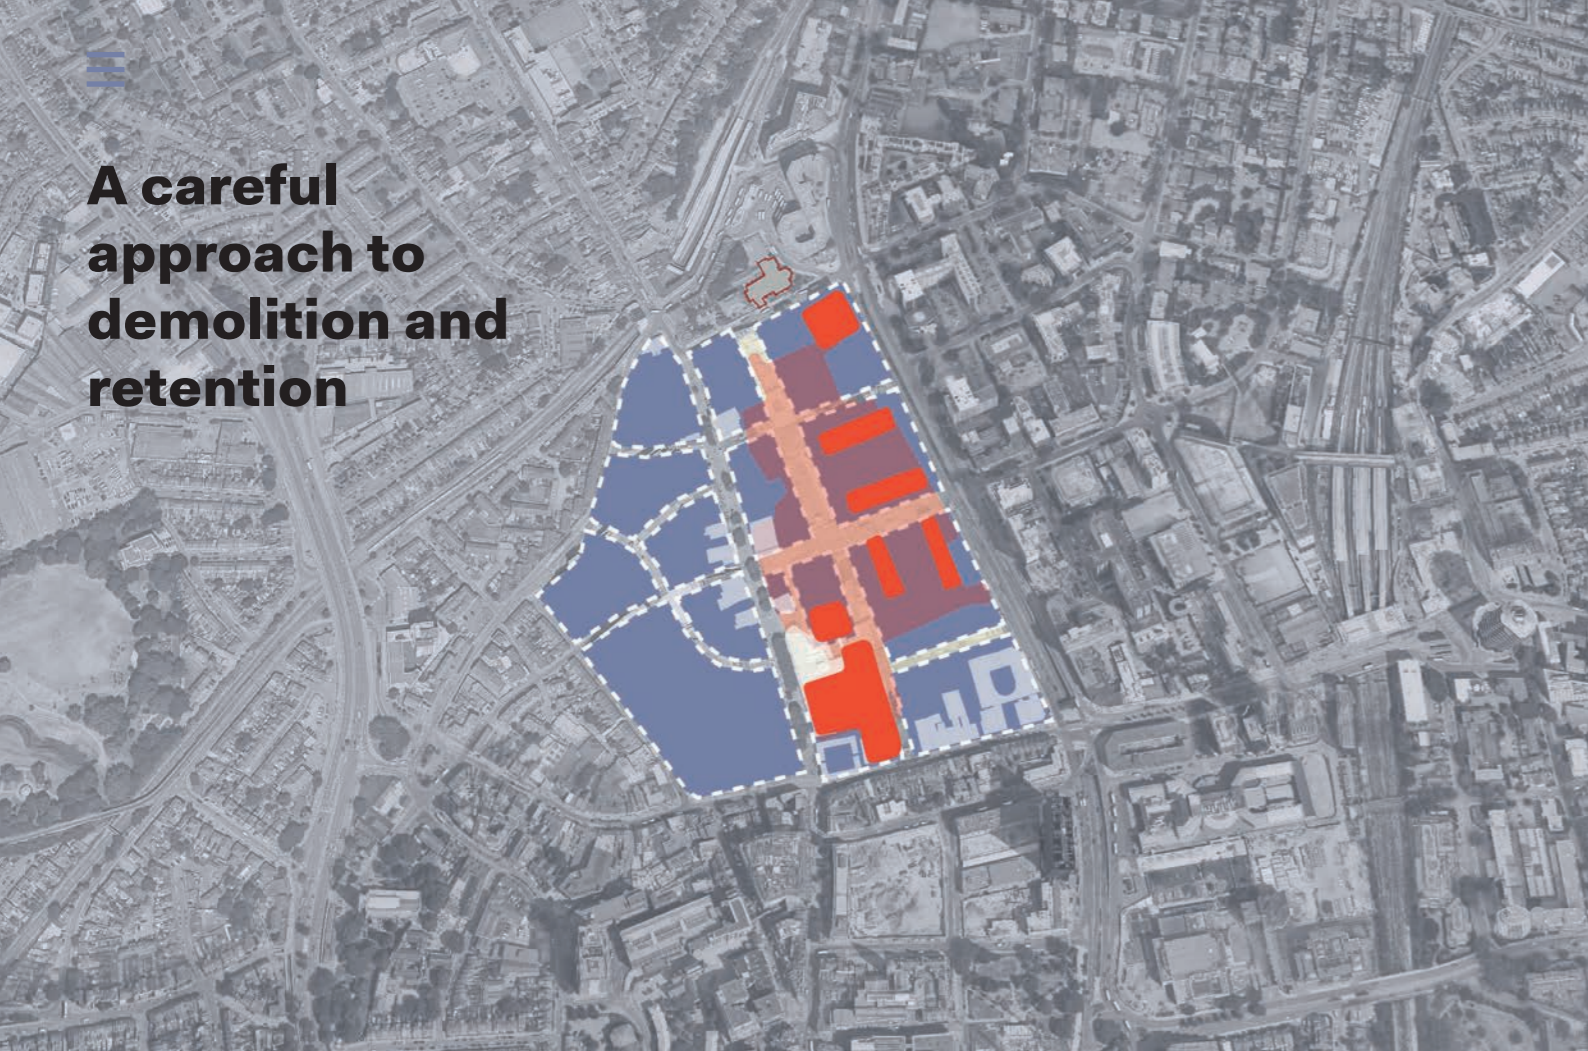 A careful
approach to
demolition and
retention